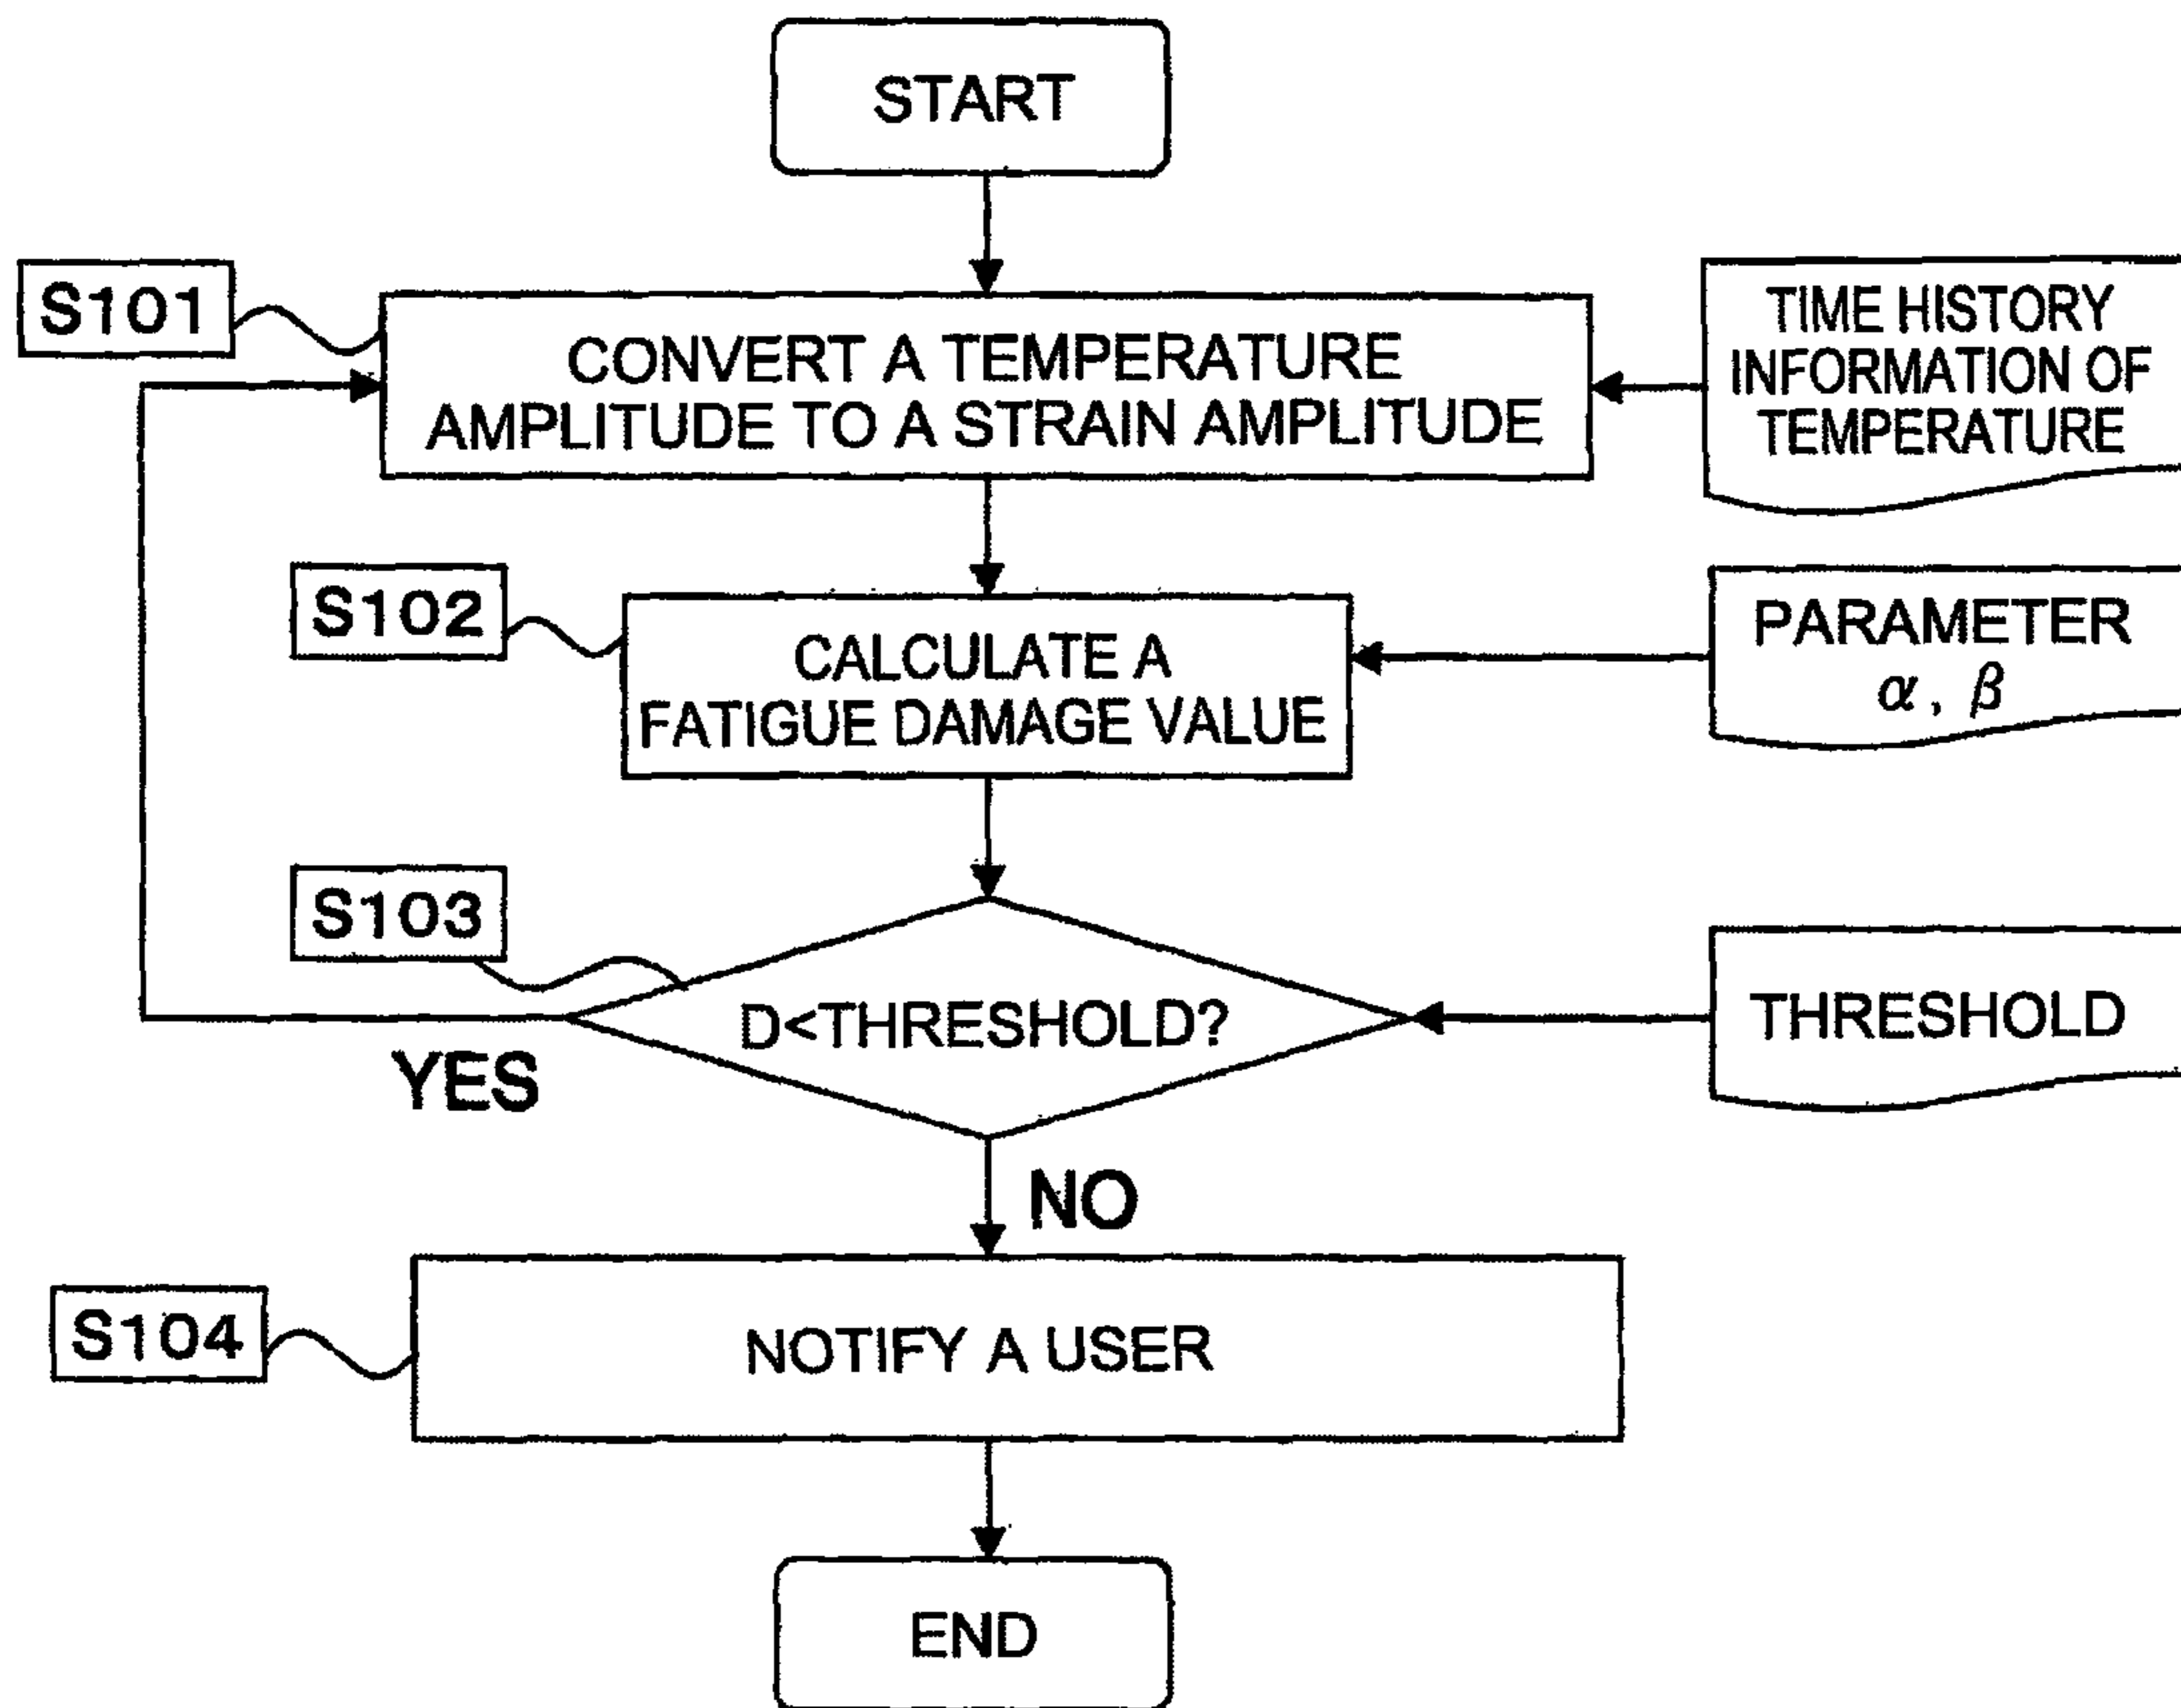 START
S101
CONVERT A TEMPERATURE
AMPLITUDE TO A STRAIN AMPLITUDE
TIME HISTORY
INFORMATION OF
TEMPERATURE
S102
CALCULATE A
FATIGUE DAMAGE VALUE
PARAMETER
α, β
S103
D<THRESHOLD?
THRESHOLD
YES
NO
S104
NOTIFY A USER
END